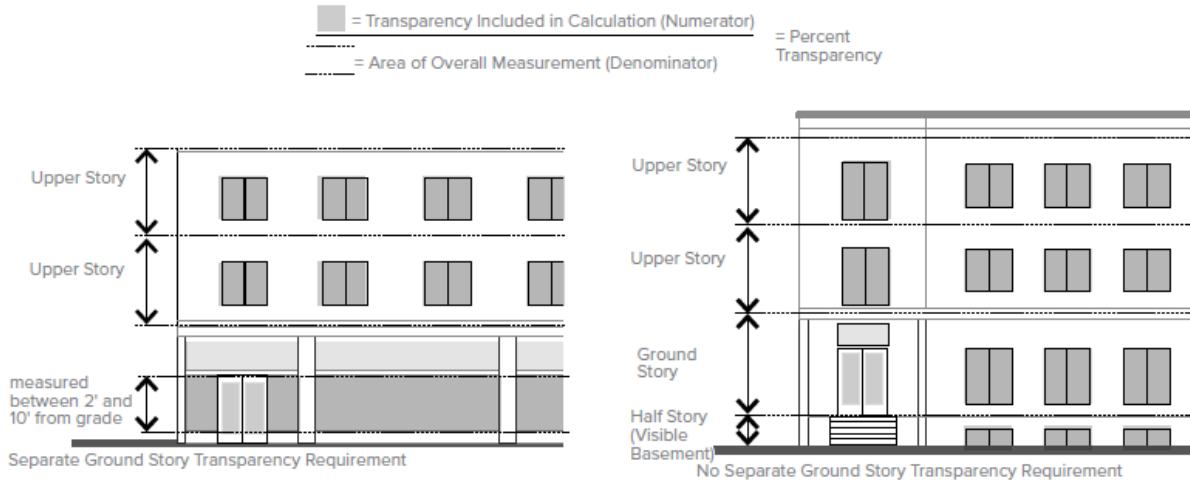 = Transparency Included in Calculation (Numerator)
= Area of Overall Measurement (Denominator)
= Percent
Transparency
Upper Story
Upper Story
measured
between 2' and
10' from grade
Separate Ground Story Transparency Requirement
Upper Story
Upper Story
Ground
Story
Half Story
(Visible
Basement)
No Separate Ground Story Transparency Requirement